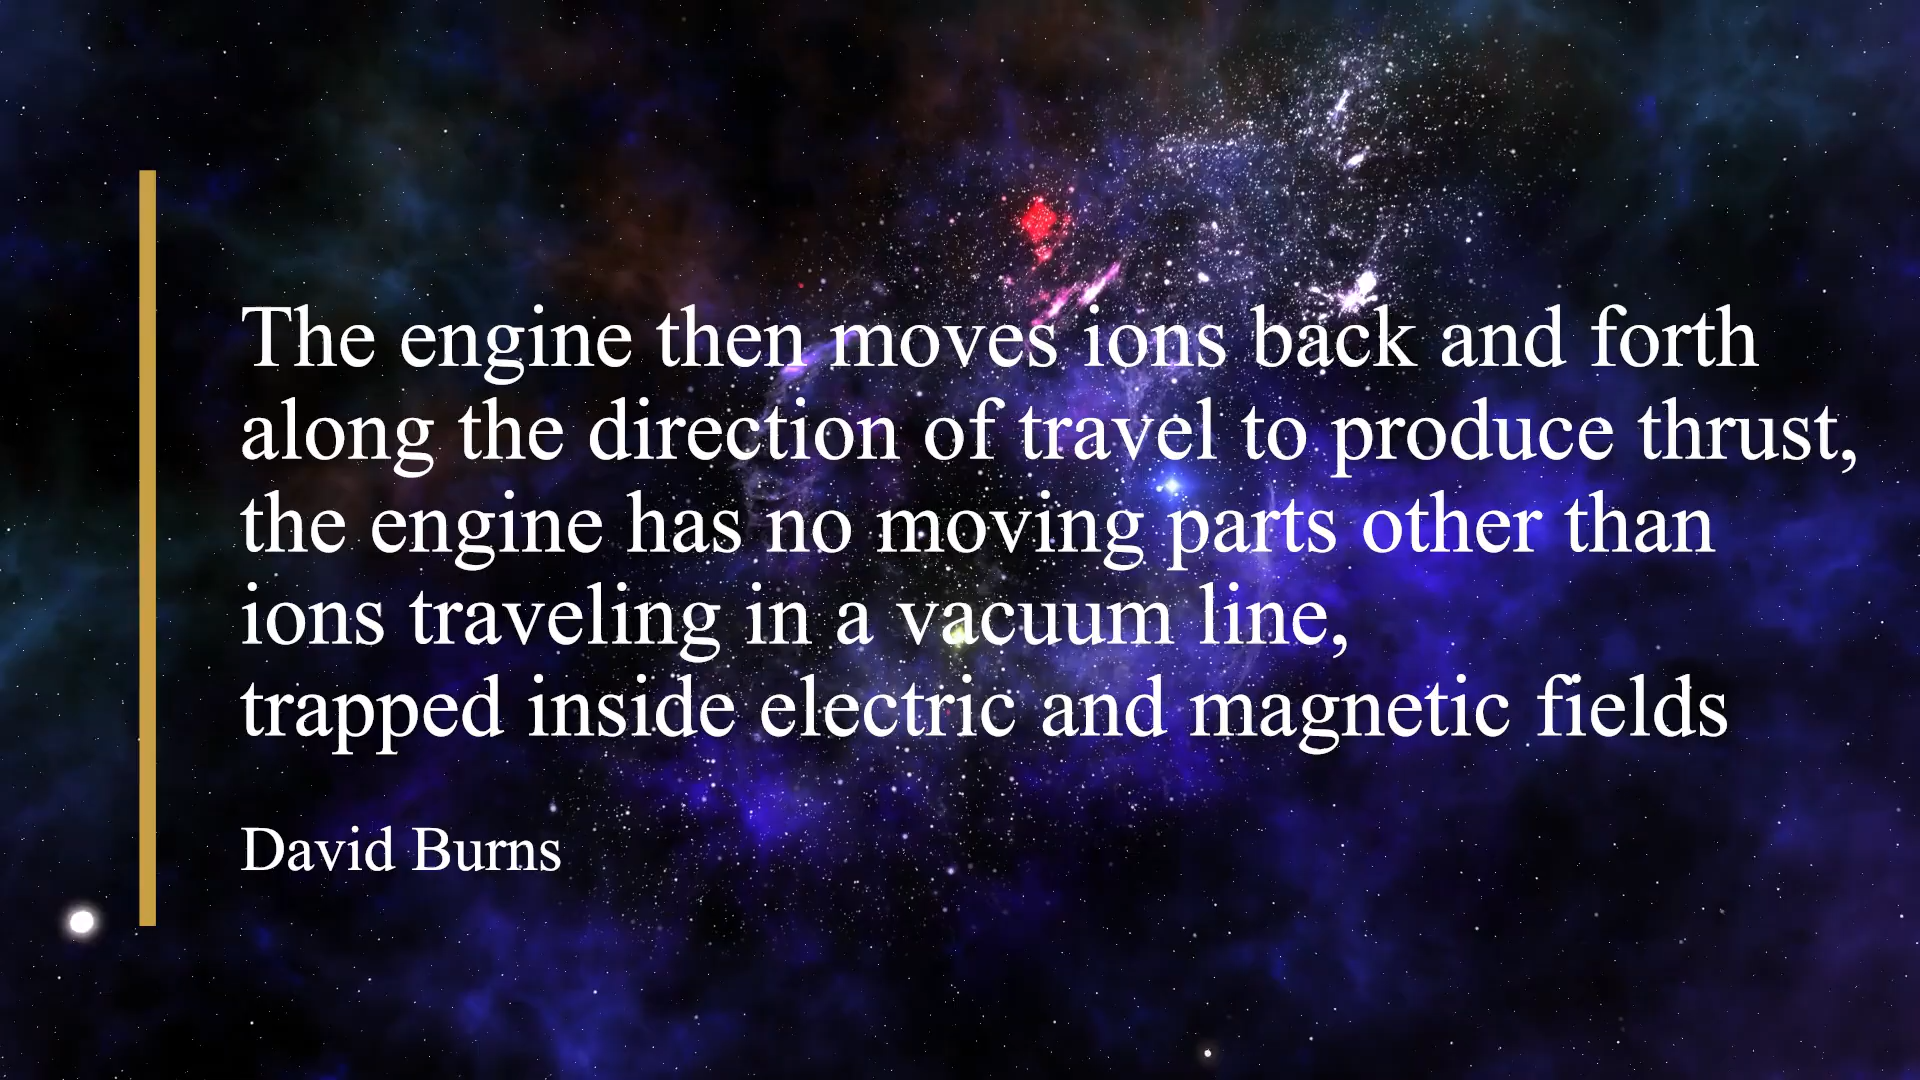 The engine then moves ions back and forth
along the direction of travel to produce thrust,
the engine has no moving parts other than
ions traveling in a vacuum line,
trapped inside electric and magnetic fields
David Burns